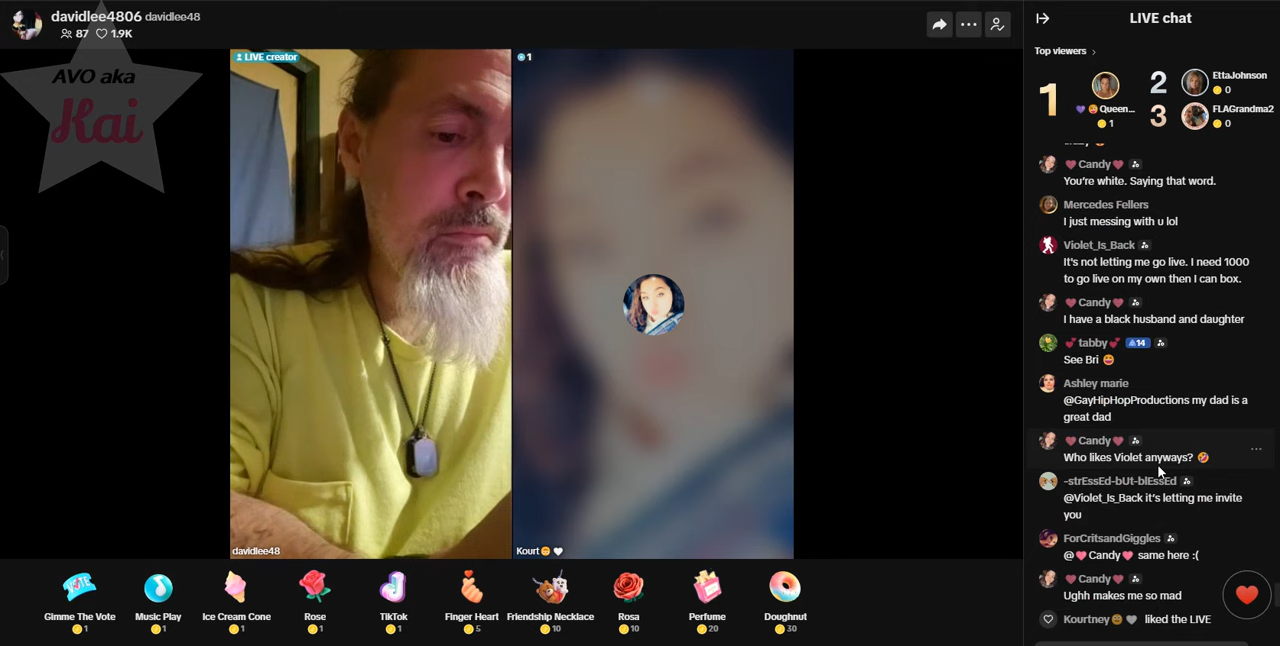 davidlee4806 davidlee48
87 1.9K
AVO aka
Kai
LIVE creator
1
davidlee48
Kourt
Gimme The Vote
1
Music Play
1
Ice Cream Cone
1
Rose
1
TikTok
1
Finger Heart
5
Friendship Necklace
10
Rosa
10
Perfume
20
Doughnut
30
LIVE chat
Top viewers
1
Queen...
1
2
EttaJohnson
0
3
FLAGrandma2
0
Candy
You're white. Saying that word.
Mercedes Fellers
I just messing with u lol
Violet_Is_Back
It's not letting me go live. I need 1000
to go live on my own then I can box.
Candy
I have a black husband and daughter
tabby 14
See Bri
Ashley marie
@GayHipHopProductions my dad is a
great dad
Candy
Who likes Violet anyways?
-strEssEd-bUt-blEssEd
@Violet_Is_Back it's letting me invite
you
ForCritsandGiggles
@Candy same here :(
Candy
Ughh makes me so mad
Kourtney liked the LIVE